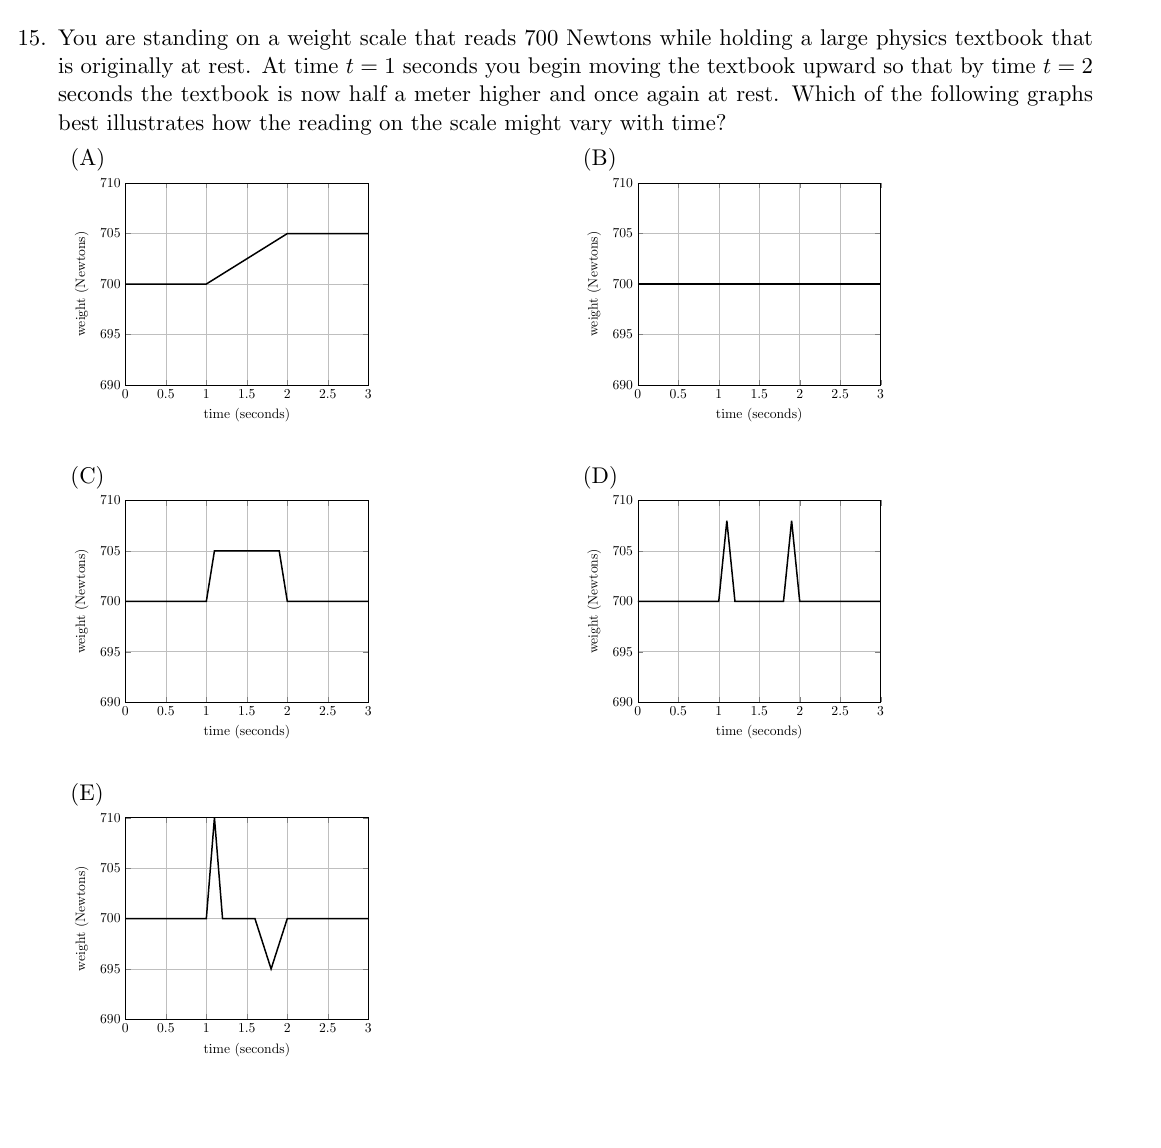 15. You are standing on a weight scale that reads 700 Newtons while holding a large physics textbook that
is originally at rest. At time t = 1 seconds you begin moving the textbook upward so that by time t = 2
seconds the textbook is now half a meter higher and once again at rest. Which of the following graphs
best illustrates how the reading on the scale might vary with time?
(A)
710
705
700
695
690
weight (Newtons)
0 0.5 1 1.5 2 2.5 3
time (seconds)
(B)
710
705
700
695
690
weight (Newtons)
0 0.5 1 1.5 2 2.5 3
time (seconds)
(C)
710
705
700
695
690
weight (Newtons)
0 0.5 1 1.5 2 2.5 3
time (seconds)
(D)
710
705
700
695
690
weight (Newtons)
0 0.5 1 1.5 2 2.5 3
time (seconds)
(E)
710
705
700
695
690
weight (Newtons)
0 0.5 1 1.5 2 2.5 3
time (seconds)